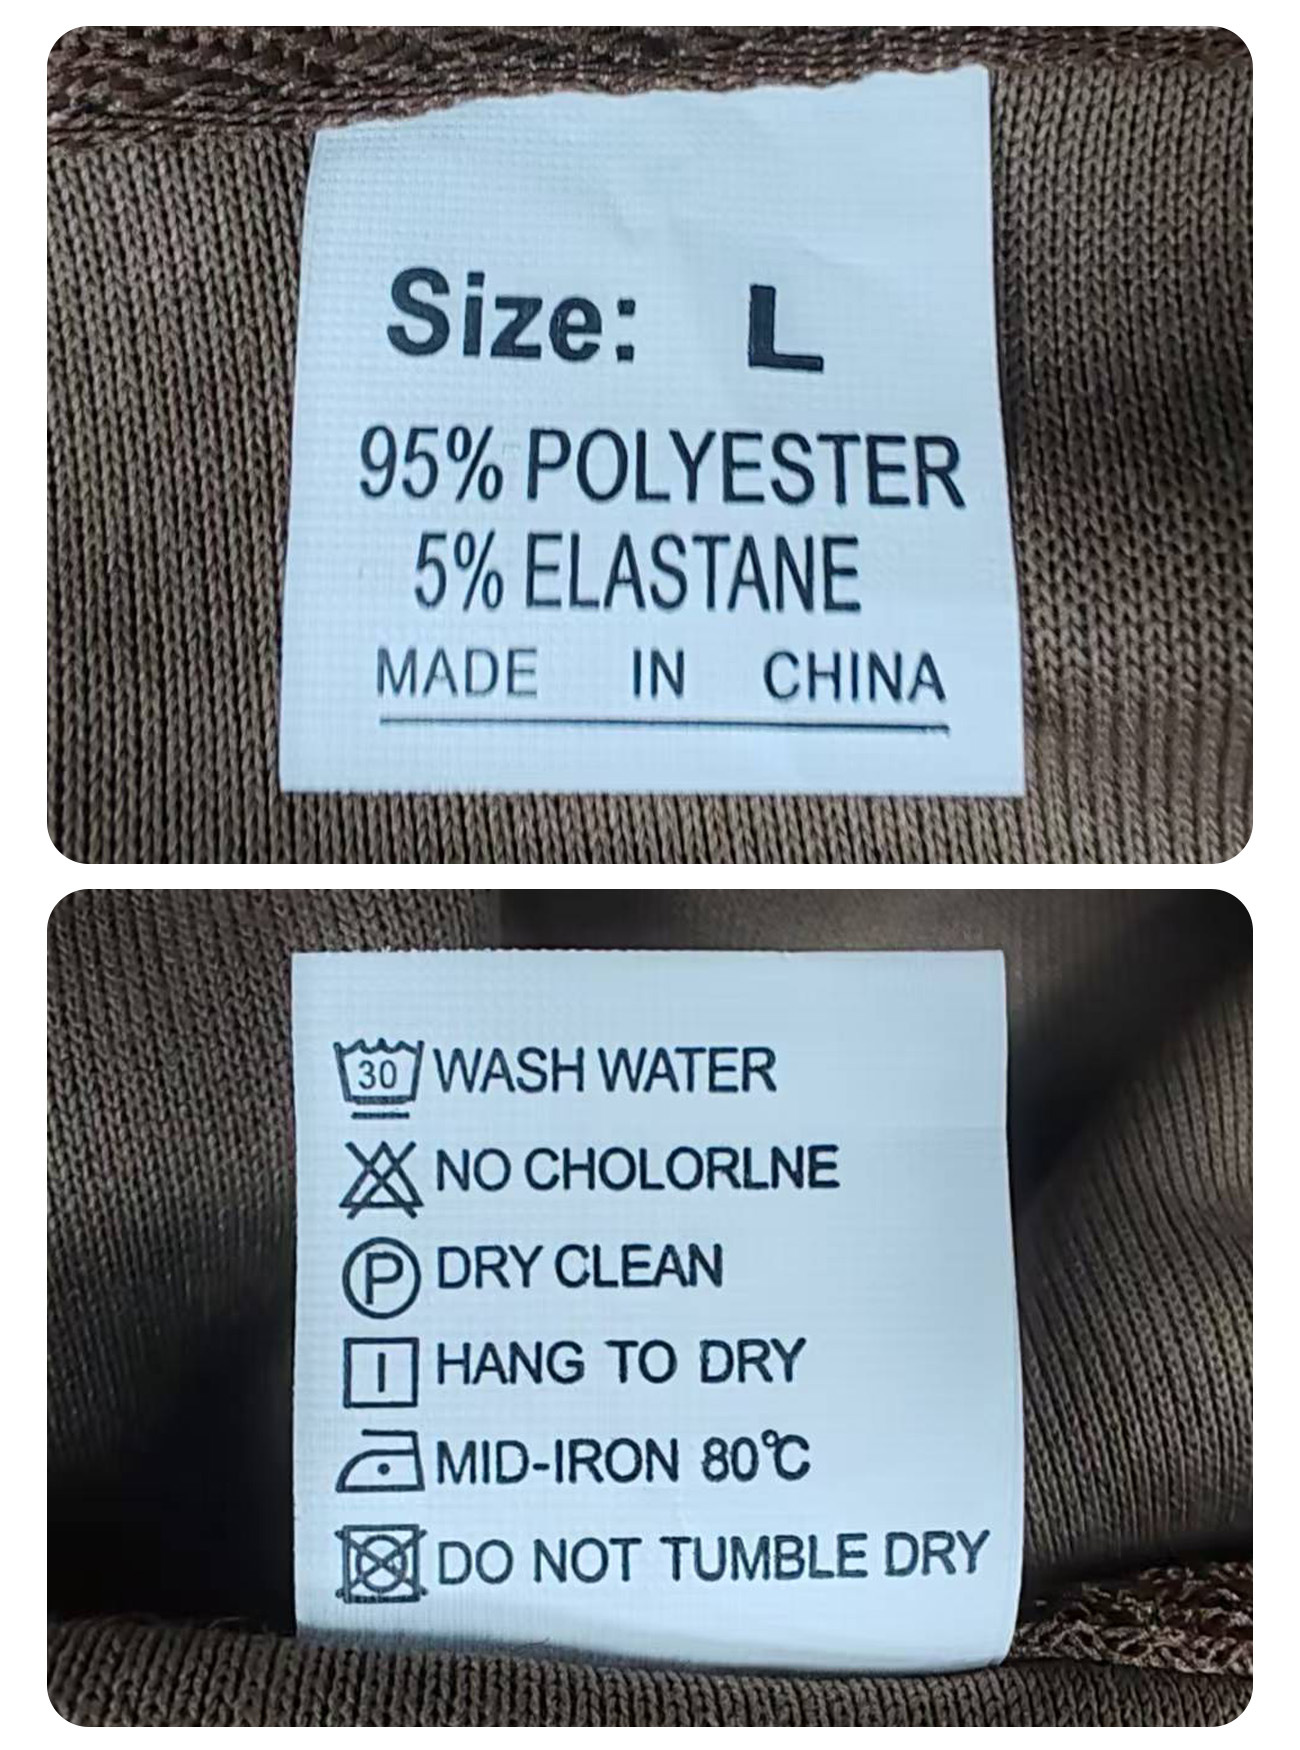 Size: L
95% POLYESTER
5% ELASTANE
MADE IN CHINA
30 WASH WATER
NO CHOLORLNE
P DRY CLEAN
HANG TO DRY
MID-IRON 80℃
DO NOT TUMBLE DRY